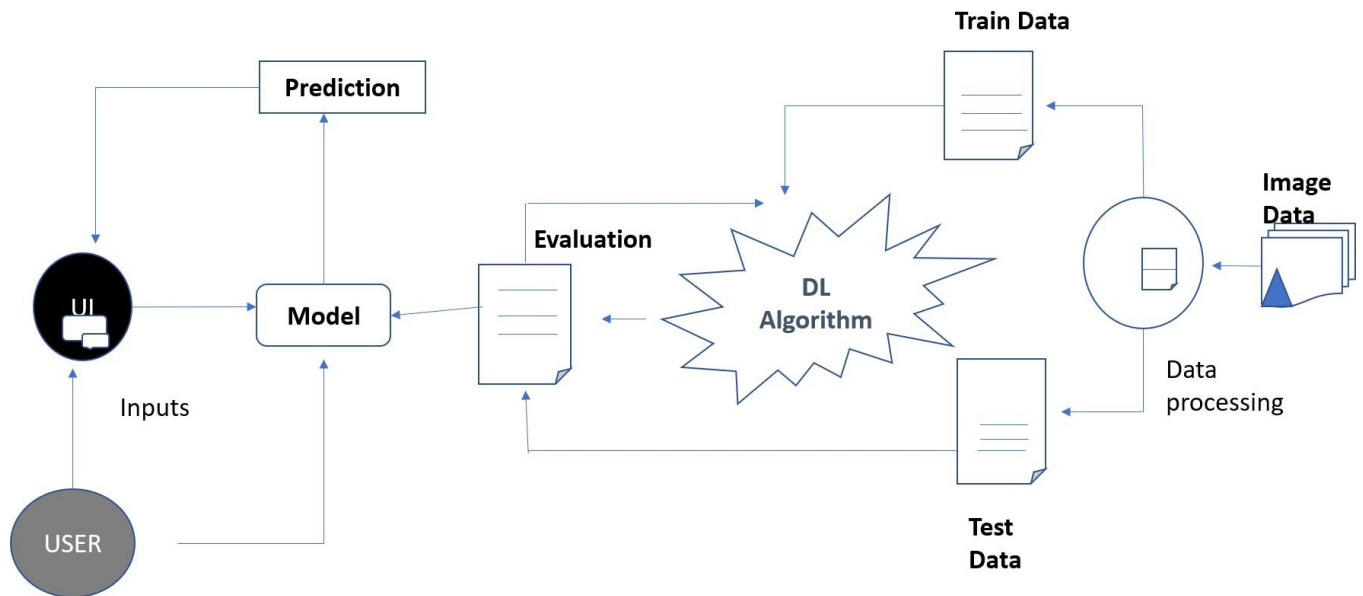 Train Data
Prediction
Image
Data
Evaluation
DL
Algorithm
UI
Model
Data
processing
Inputs
USER
Test
Data